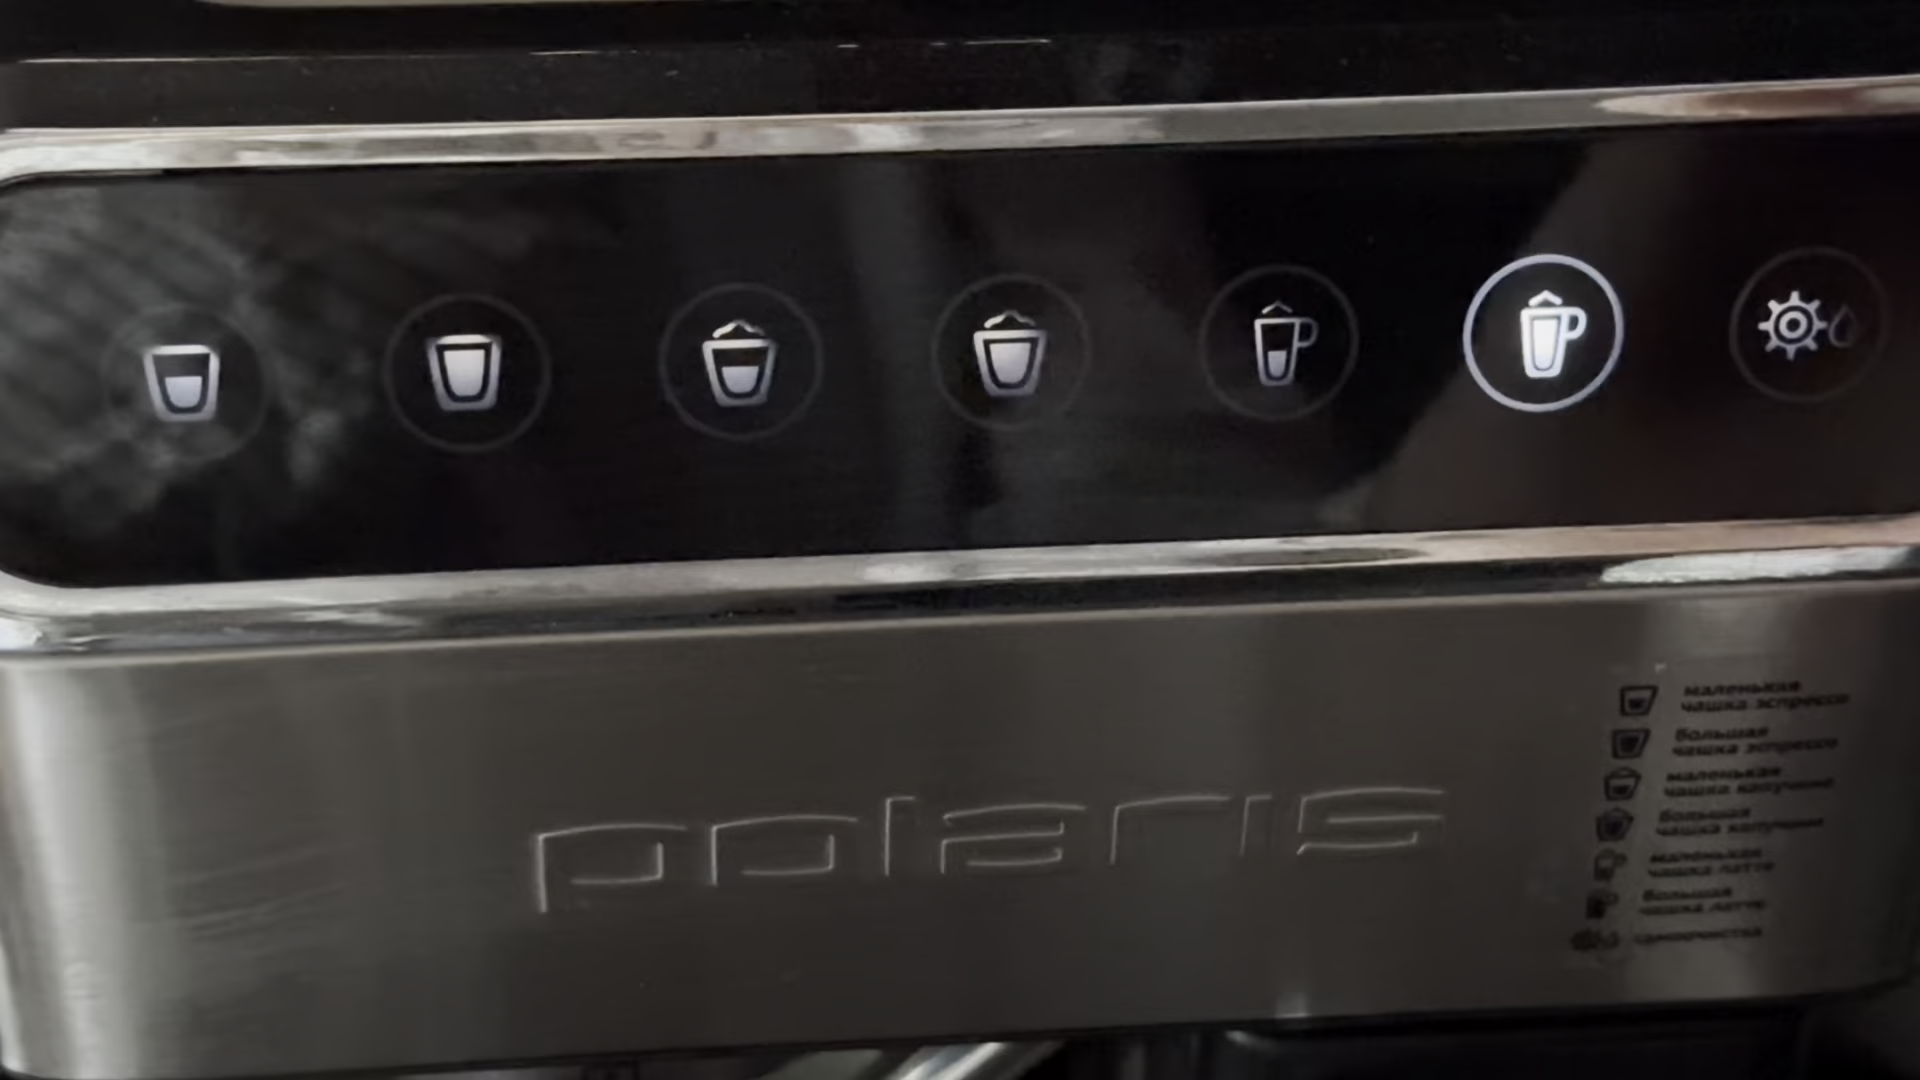 polaris
маленькая
чашка эспрессо
большая
чашка эспрессо
маленькая
чашка капучино
большая
чашка капучино
маленькая
чашка латте
большая
чашка латте
самоочистка